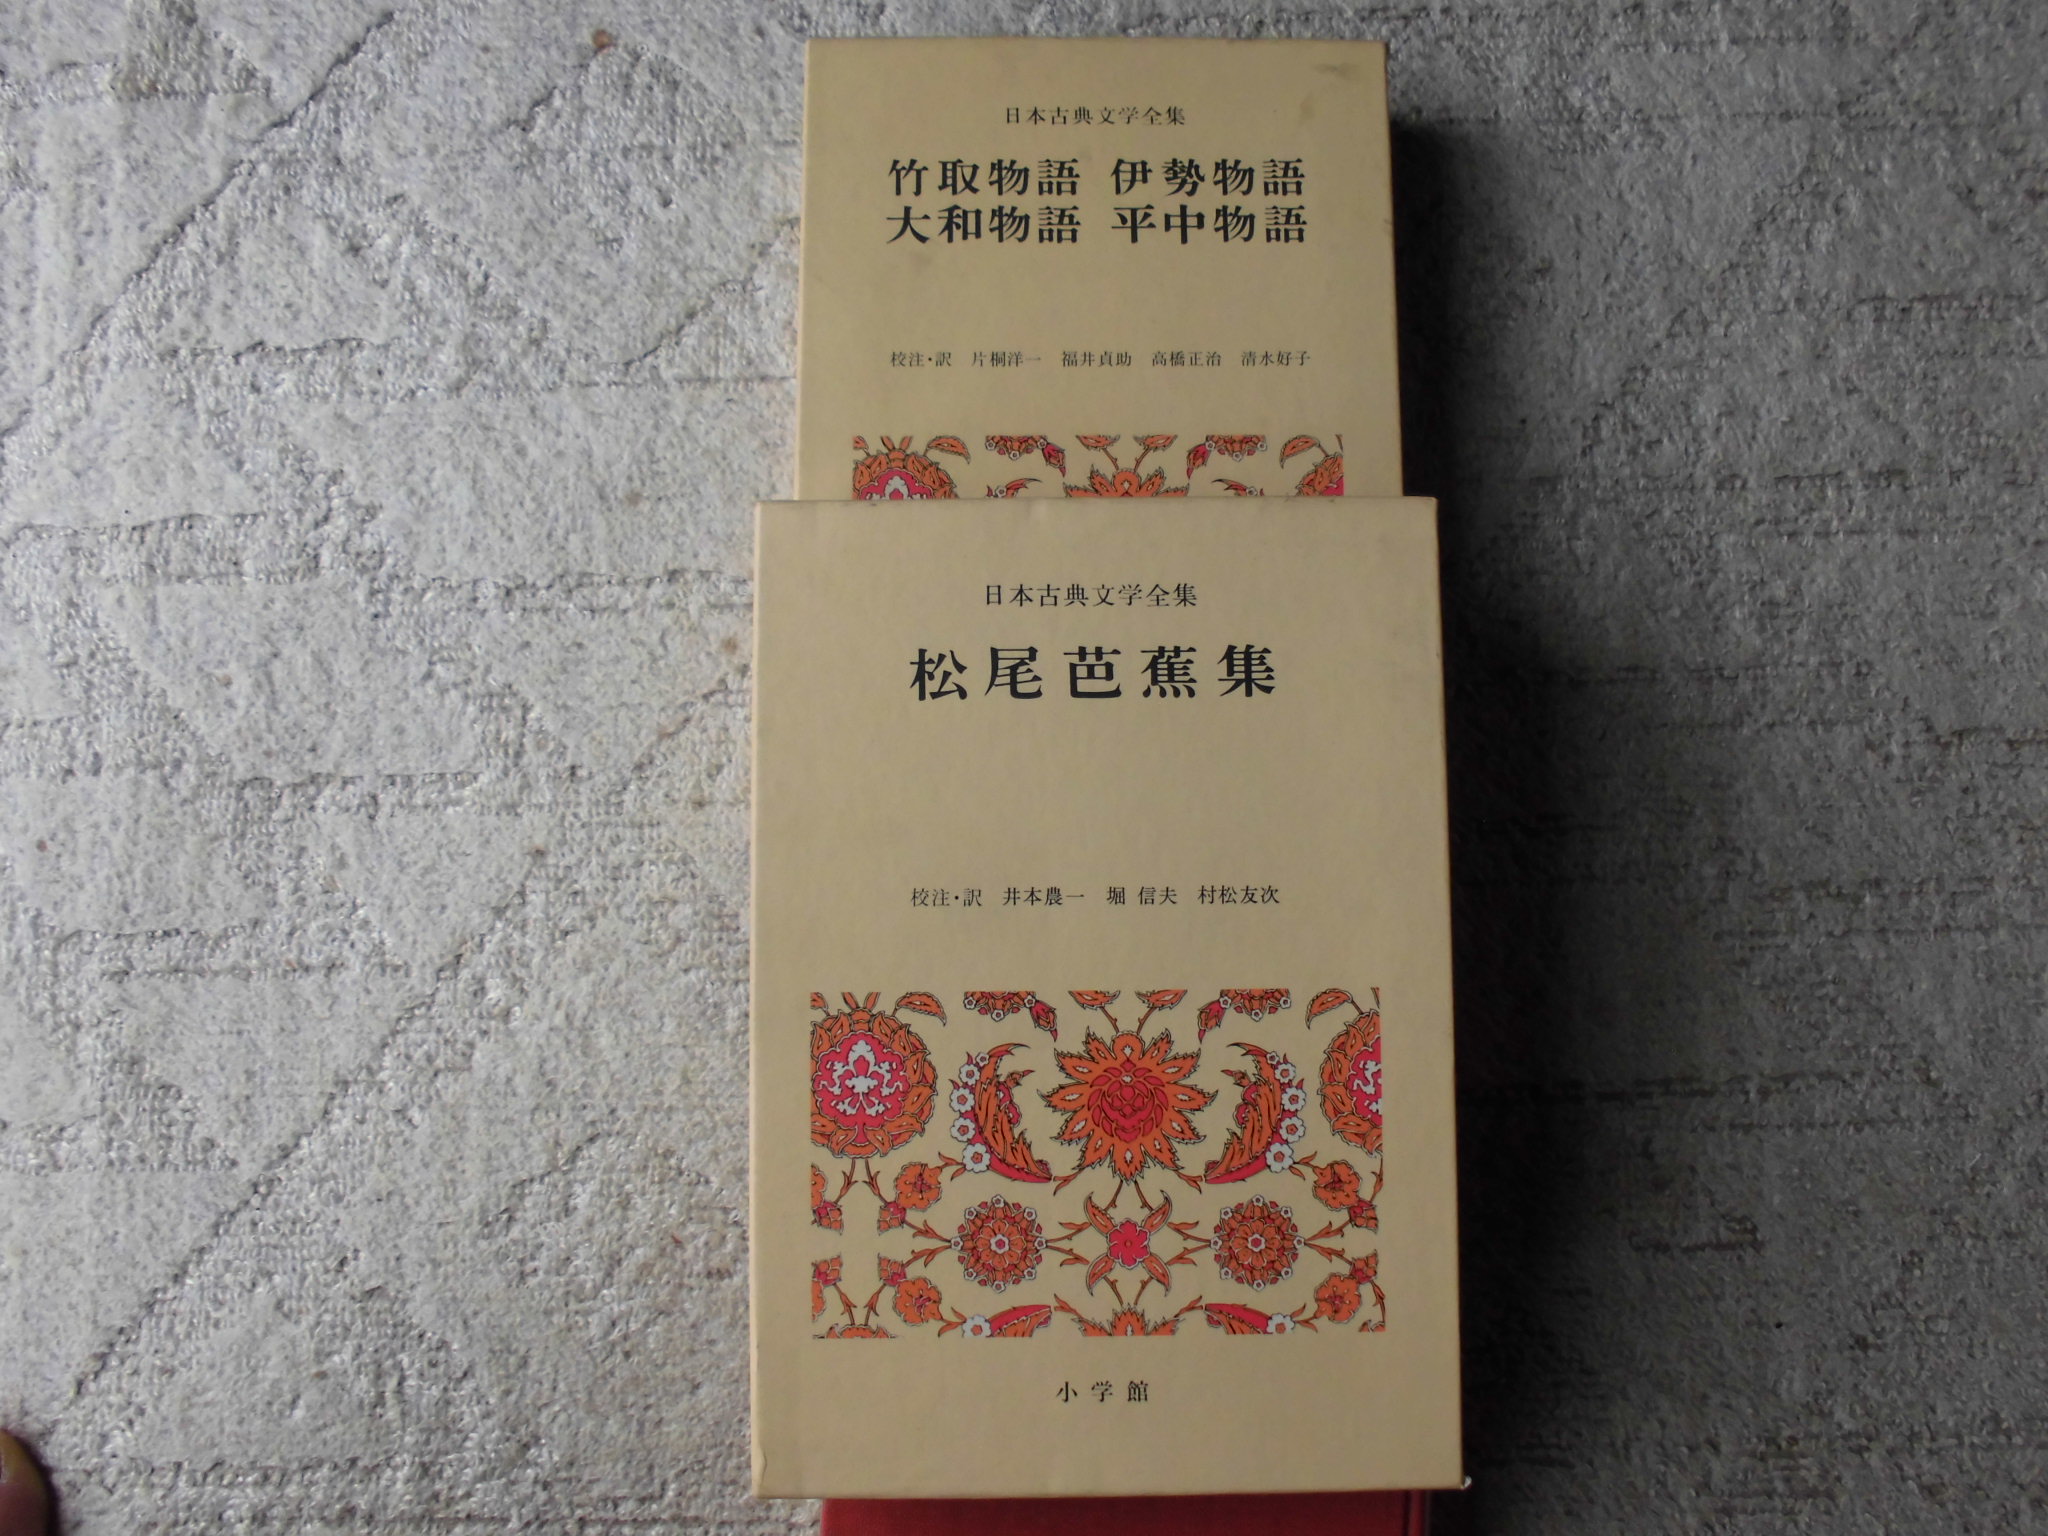 日本古典文学全集
竹取物語 伊勢物語
大和物語 平中物語
校注・訳 片桐洋一 福井貞助 高橋正治 清水好子
日本古典文学全集
松尾芭蕉集
校注・訳 井本農一 堀 信夫 村松友次
小学館